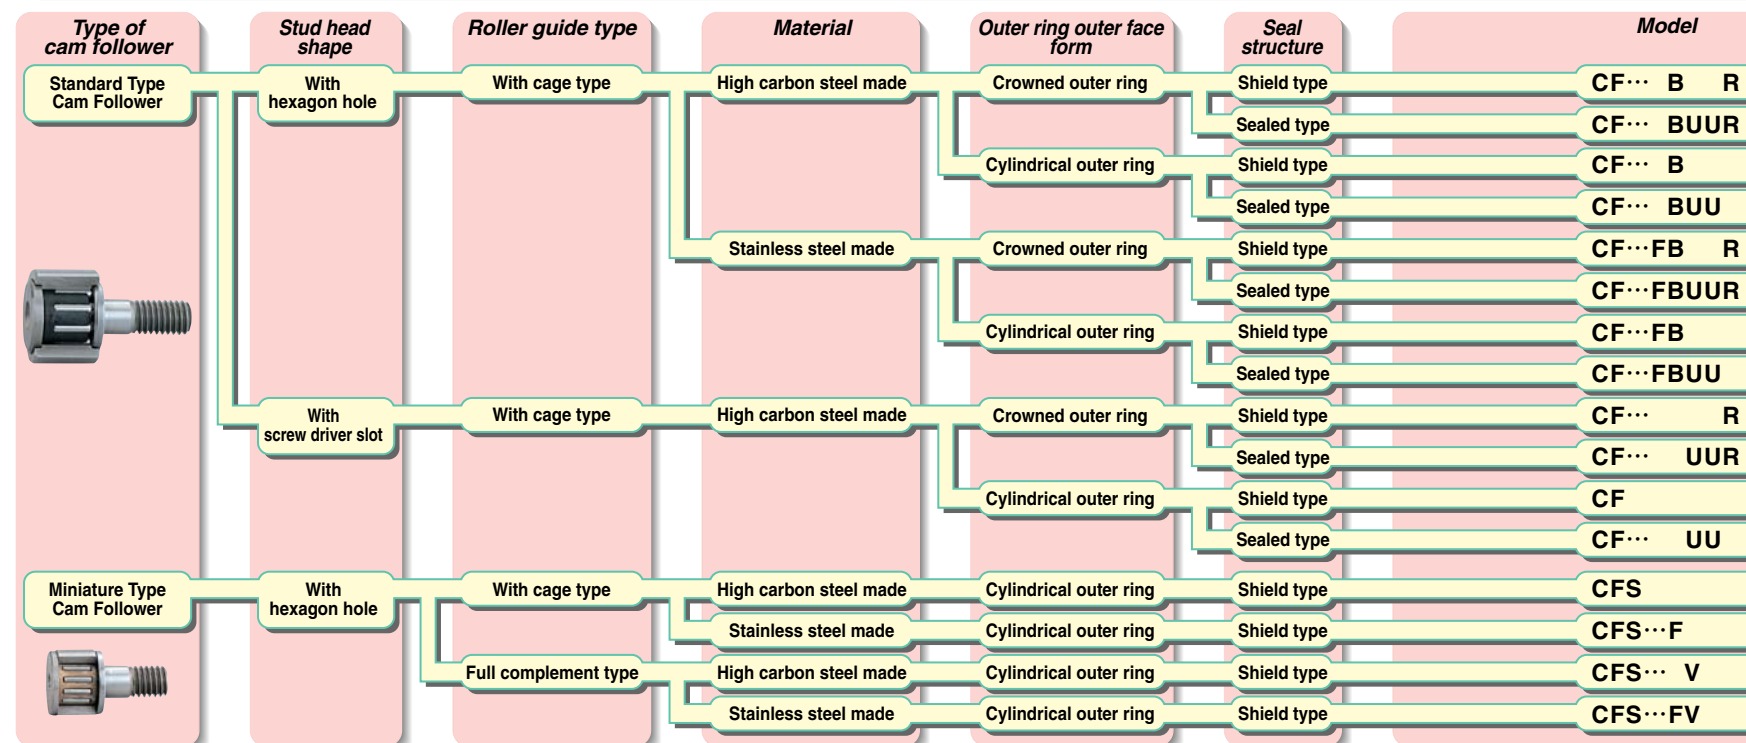 Type of
cam follower
Stud head
shape
Roller guide type
Material
Outer ring outer face
form
Seal
structure
Model
Standard Type
Cam Follower
With
hexagon hole
With cage type
High carbon steel made
Crowned outer ring
Shield type
CF··· B R
Sealed type
CF··· BUUR
Cylindrical outer ring
Shield type
CF··· B
Sealed type
CF··· BUU
Stainless steel made
Crowned outer ring
Shield type
CF···FB R
Sealed type
CF···FBUUR
Cylindrical outer ring
Shield type
CF···FB
Sealed type
CF···FBUU
With
screw driver slot
With cage type
High carbon steel made
Crowned outer ring
Shield type
CF··· R
Sealed type
CF··· UUR
Cylindrical outer ring
Shield type
CF
Sealed type
CF··· UU
Miniature Type
Cam Follower
With
hexagon hole
With cage type
High carbon steel made
Cylindrical outer ring
Shield type
CFS
Stainless steel made
Cylindrical outer ring
Shield type
CFS···F
Full complement type
High carbon steel made
Cylindrical outer ring
Shield type
CFS··· V
Stainless steel made
Cylindrical outer ring
Shield type
CFS···FV